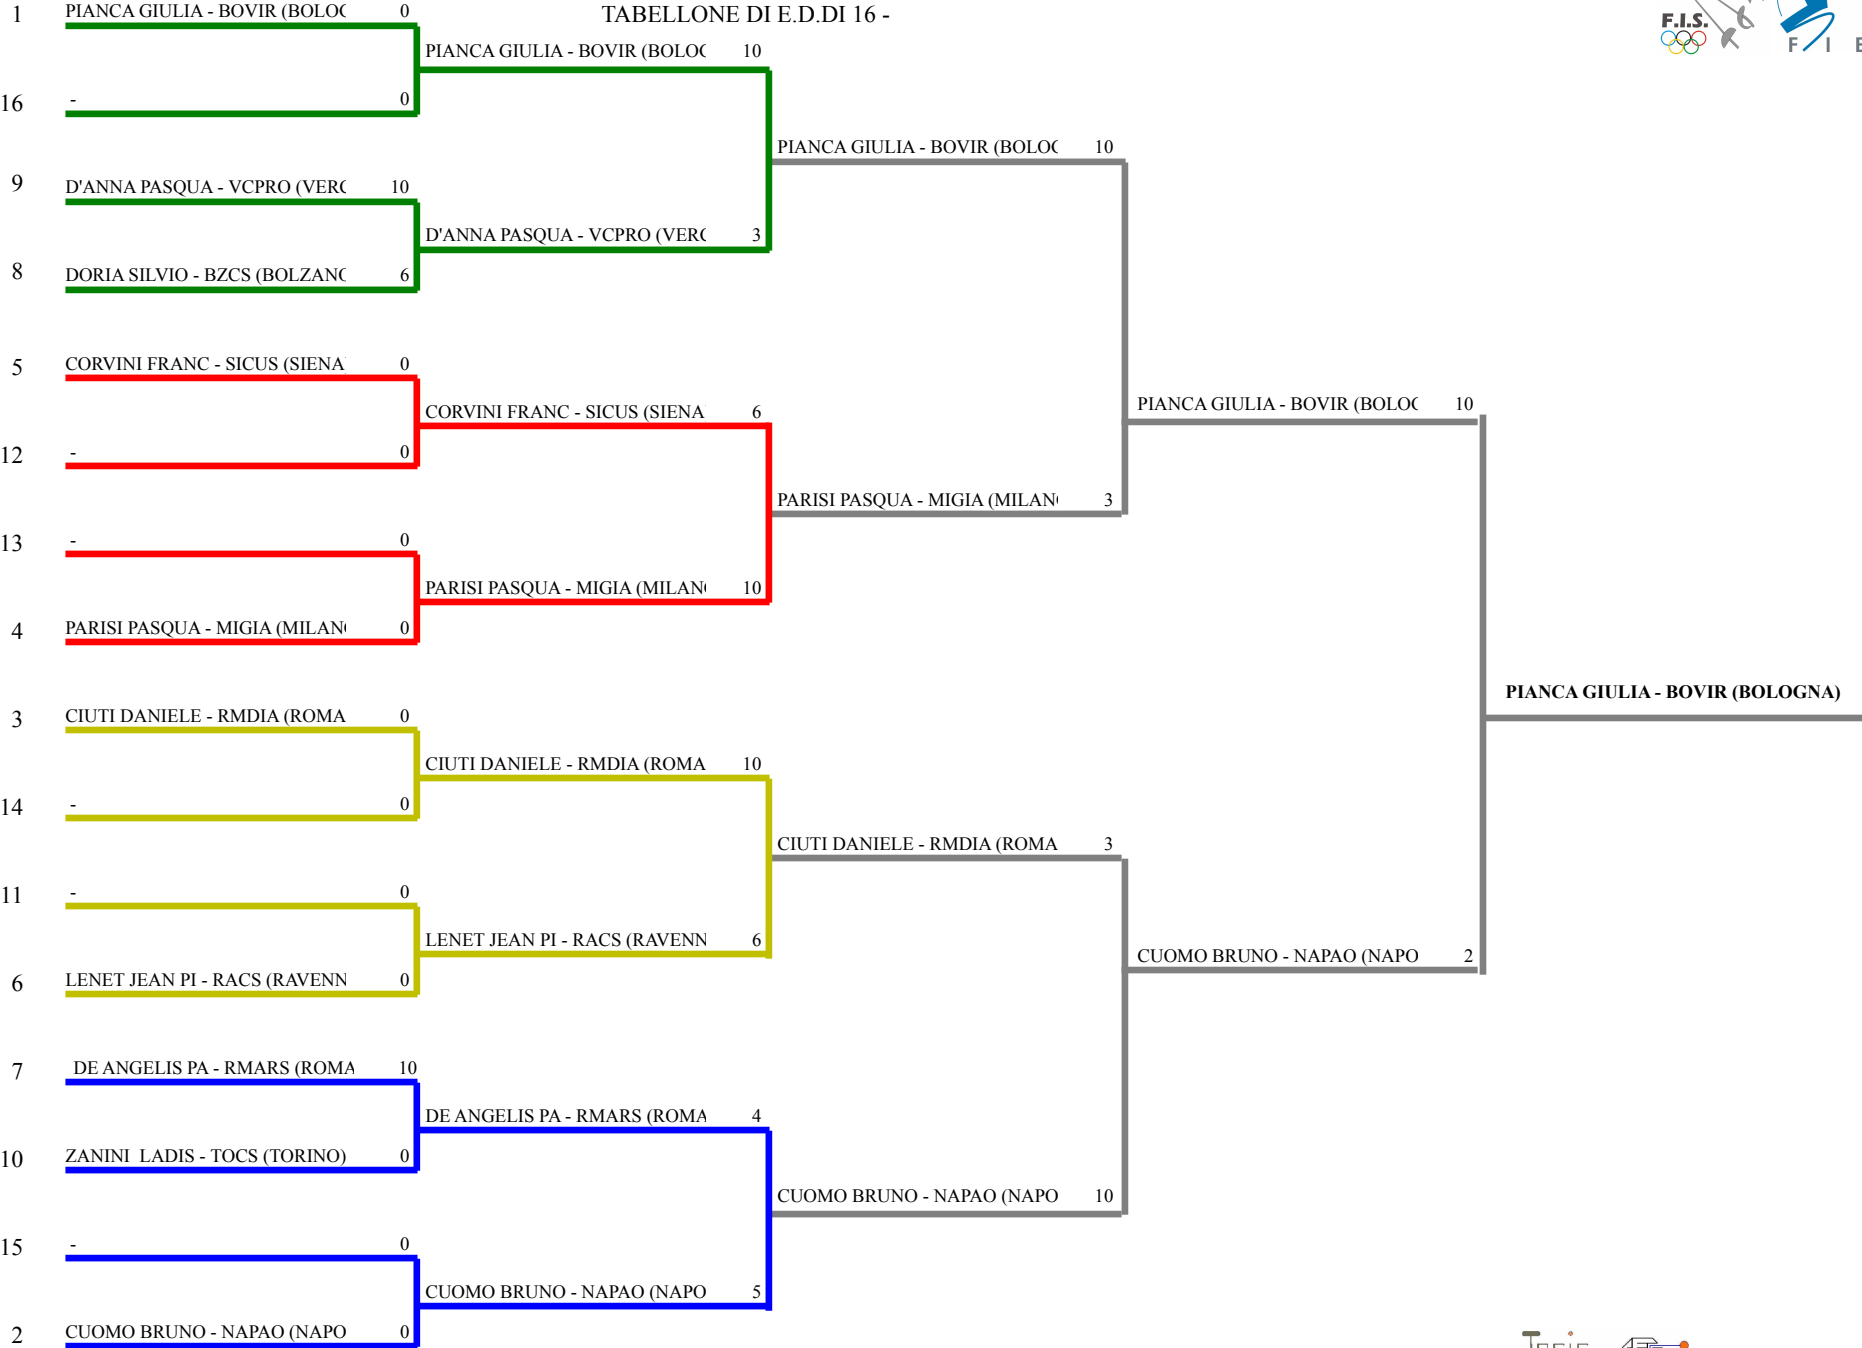 TABELLONE DI E.D.DI 16 -
F.I.S.
F I E
1 PIANCA GIULIA - BOVIR (BOLO 0
16 - 0
9 D'ANNA PASQUA - VCPRO (VER 10
8 DORIA SILVIO - BZCS (BOLZAN 6
5 CORVINI FRANC - SICUS (SIENA 0
12 - 0
13 - 0
4 PARISI PASQUA - MIGIA (MILAN 0
3 CIUTI DANIELE - RMDIA (ROMA 0
14 - 0
11 - 0
6 LENET JEAN PI - RACS (RAVENN 0
7 DE ANGELIS PA - RMARS (ROMA 10
10 ZANINI LADIS - TOCS (TORINO) 0
15 - 0
2 CUOMO BRUNO - NAPAO (NAPO 0
PIANCA GIULIA - BOVIR (BOLO 10
D'ANNA PASQUA - VCPRO (VER 3
CORVINI FRANC - SICUS (SIENA 6
PARISI PASQUA - MIGIA (MILAN 10
CIUTI DANIELE - RMDIA (ROMA 10
LENET JEAN PI - RACS (RAVENN 6
DE ANGELIS PA - RMARS (ROMA 4
CUOMO BRUNO - NAPAO (NAPO 5
PIANCA GIULIA - BOVIR (BOLO 10
PARISI PASQUA - MIGIA (MILAN 3
CIUTI DANIELE - RMDIA (ROMA 3
CUOMO BRUNO - NAPAO (NAPO 10
PIANCA GIULIA - BOVIR (BOLO 10
CUOMO BRUNO - NAPAO (NAPO 2
PIANCA GIULIA - BOVIR (BOLOGNA)